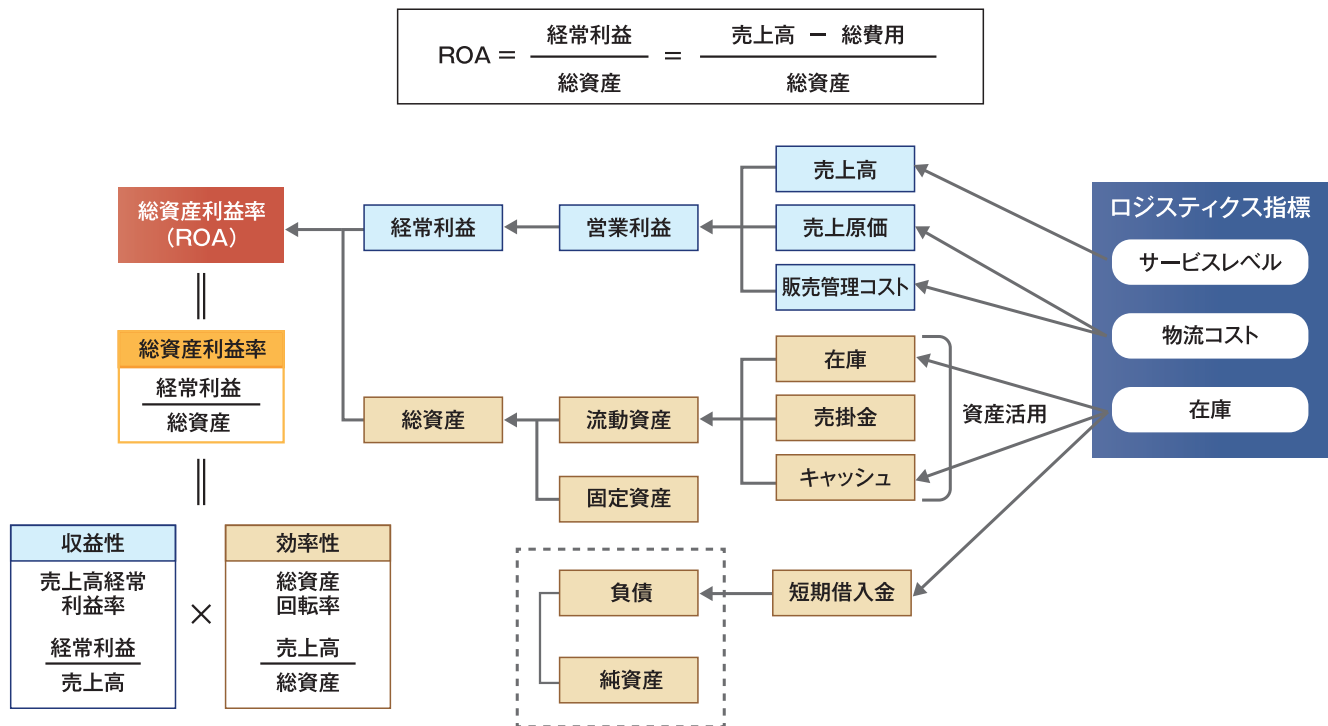 ROA = 経常利益 / 総資産 = 売上高 − 総費用 / 総資産
総資産利益率
（ROA）
経常利益
営業利益
売上高
売上原価
販売管理コスト
ロジスティクス指標
サービスレベル
物流コスト
在庫
総資産利益率
経常利益
総資産
総資産
流動資産
固定資産
在庫
売掛金
キャッシュ
資産活用
収益性
売上高経常
利益率
経常利益
売上高
×
効率性
総資産
回転率
売上高
総資産
負債
純資産
短期借入金